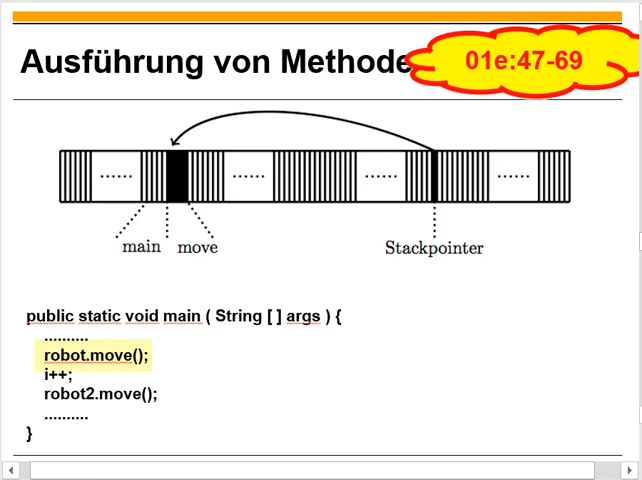 Ausführung von Methode
01e:47-69
...... ...... ...... ......
main move Stackpointer
public static void main ( String [ ] args ) {
..........
robot.move();
i++;
robot2.move();
..........
}